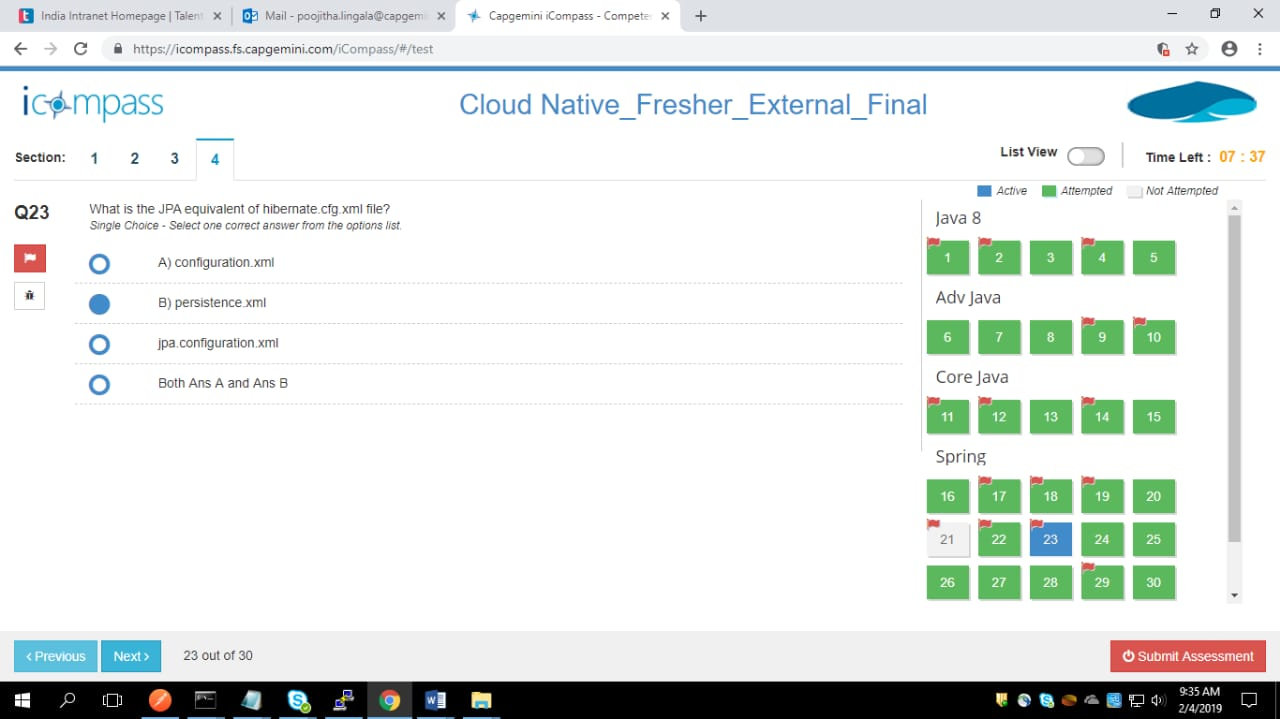 India Intranet Homepage | Talent
Mail - poojitha.lingala@capgemi
Capgemini iCompass - Compete
https://icompass.fs.capgemini.com/iCompass/#/test
icompass
Cloud Native_Fresher_External_Final
Section: 1 2 3 4
List View
Time Left : 07 : 37
Active Attempted Not Attempted
Q23
What is the JPA equivalent of hibernate.cfg.xml file?
Single Choice - Select one correct answer from the options list.
A) configuration.xml
B) persistence.xml
jpa.configuration.xml
Both Ans A and Ans B
Java 8
1 2 3 4 5
Adv Java
6 7 8 9 10
Core Java
11 12 13 14 15
Spring
16 17 18 19 20
21 22 23 24 25
26 27 28 29 30
‹ Previous
Next ›
23 out of 30
Submit Assessment
9:35 AM
2/4/2019